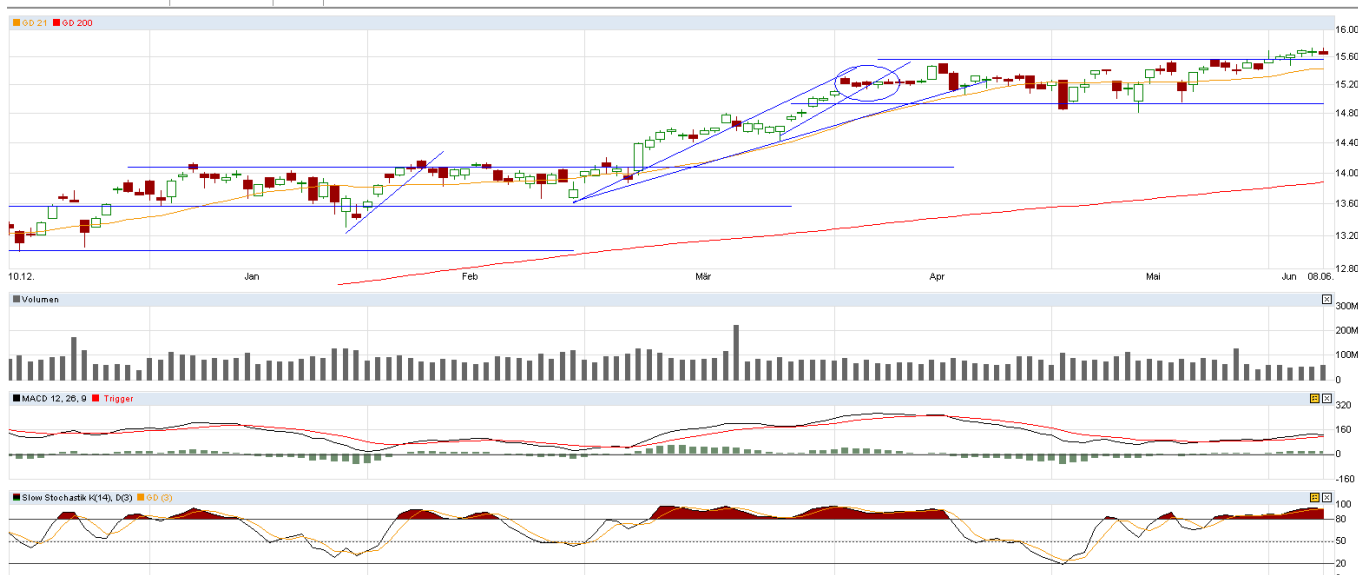 GD 21 GD 200
16.00
15.60
15.20
14.80
14.40
14.00
13.60
13.20
12.80
10.12. Jan Feb Mär Apr Mai Jun 08.06.
Volumen
300M
200M
100M
0
MACD 12, 26, 9 Trigger
320
160
0
-160
Slow Stochastik K(14), D(3) GD (3)
100
80
50
20